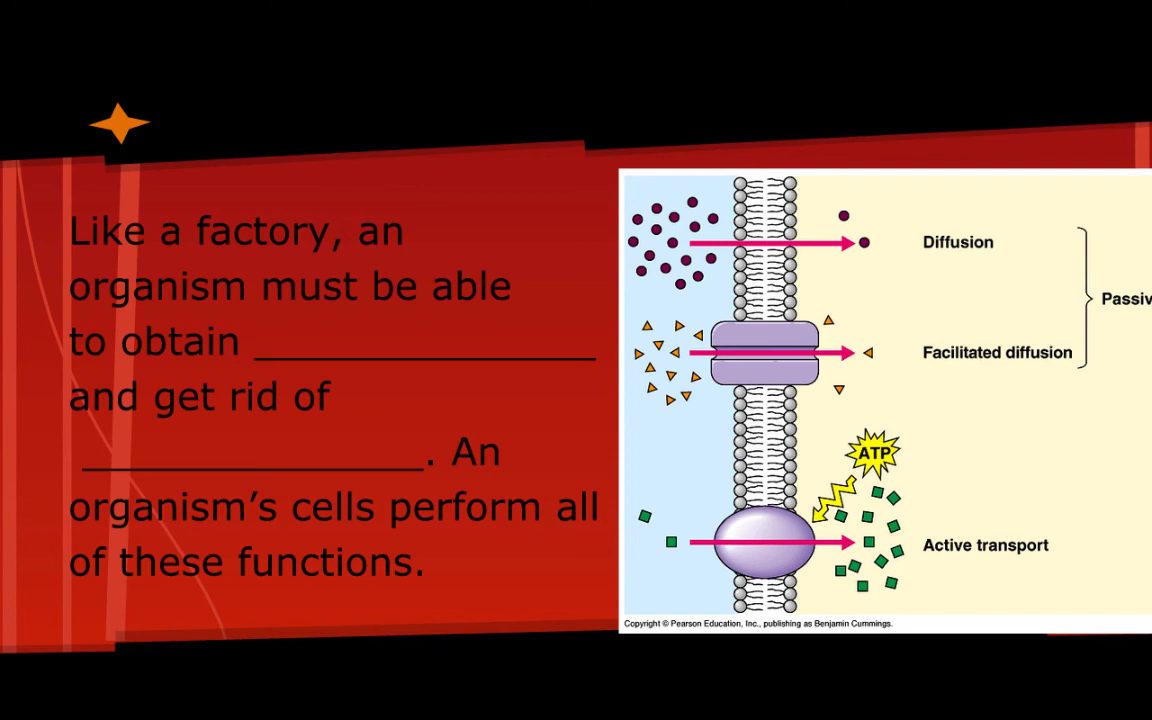 Like a factory, an
organism must be able
to obtain ________________
and get rid of
________________. An
organism’s cells perform all
of these functions.
Diffusion
Passiv
Facilitated diffusion
ATP
Active transport
Copyright © Pearson Education, Inc., publishing as Benjamin Cummings.